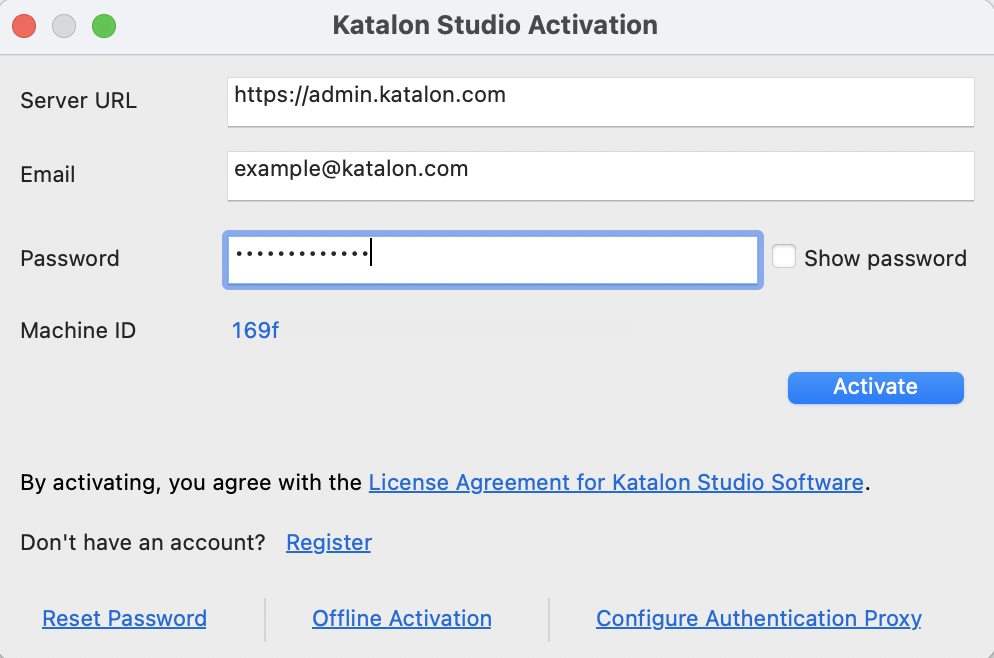 Katalon Studio Activation
Server URL https://admin.katalon.com
Email example@katalon.com
Password ••••••••••••• Show password
Machine ID 169f
Activate
By activating, you agree with the License Agreement for Katalon Studio Software.
Don't have an account? Register
Reset Password Offline Activation Configure Authentication Proxy